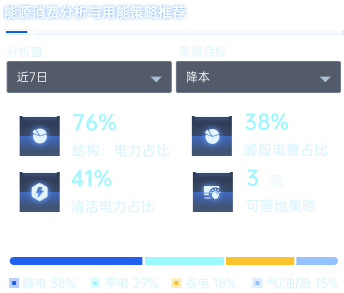 能源消费分析与用能策略推荐
分析窗 策略目标
近7日 降本
76% 38%
结构：电力占比 峰段电费占比
41% 3 条
清洁电力占比 可落地策略
峰电 38% 平电 29% 谷电 18% 气/油/热 15%